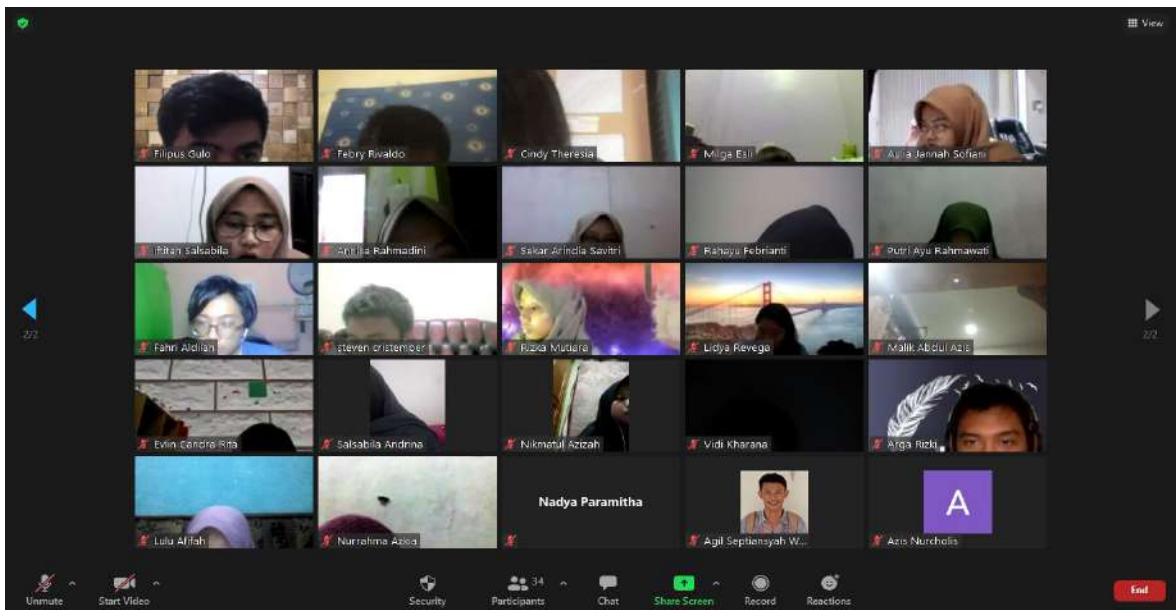 View
Filipus Gulo
Febry Rivaldo
Cindy Theresia
Milga Esli
Aulia Jannah Sofiani
Iftitah Salsabila
Annisa Rahmadini
Sekar Arindia Savitri
Rahayu Febrianti
Putri Ayu Rahmawati
Fahri Aldilah
steven cristember
Rizka Mutiara
Lidya Revega
Malik Abdul Azis
2/2
2/2
Evlin Candra Rita
Salsabila Andrina
Nikmatul Azizah
Vidi Kharana
Arga Rizki
Lulu Afifah
Nurrahma Azkia
Nadya Paramitha
Agil Septiansyah W...
A
Azis Nurcholis
Unmute
Start Video
Security
34
Participants
Chat
Share Screen
Record
Reactions
End